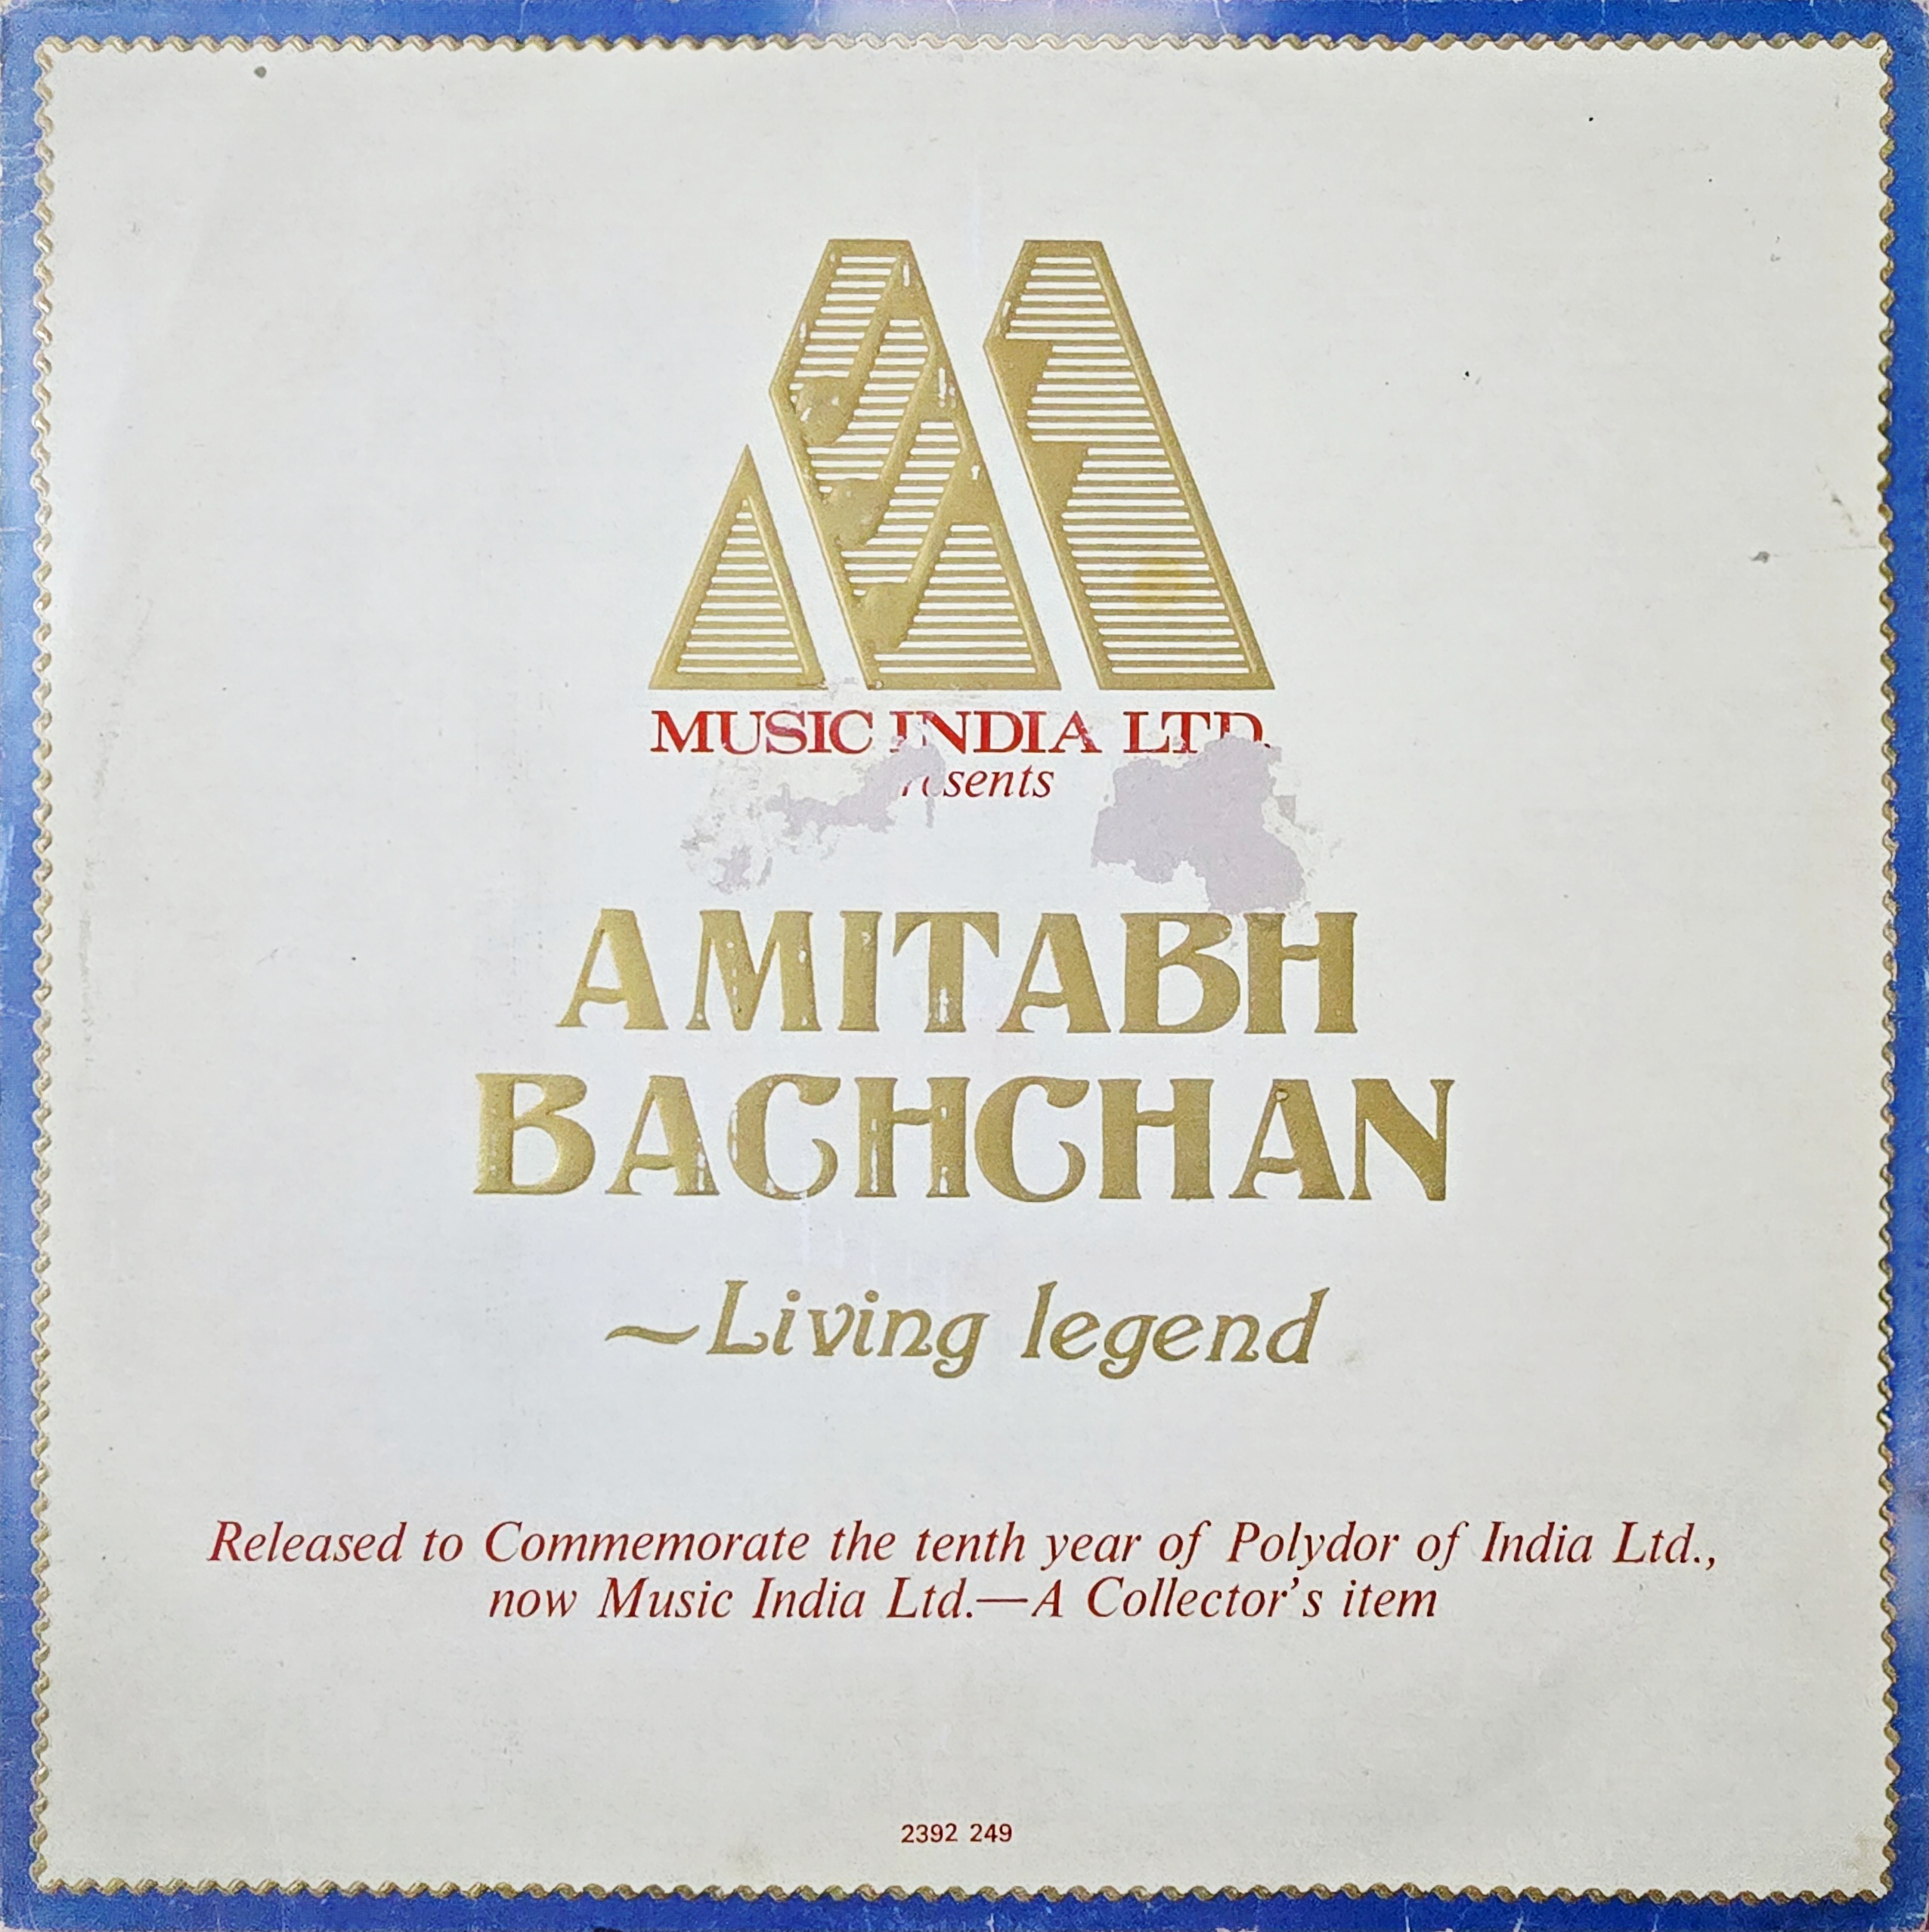 MUSIC INDIA LTD.
AMITABH
BACHCHAN
~Living legend
Released to Commemorate the tenth year of Polydor of India Ltd.,
now Music India Ltd.—A Collector's item
2392 249